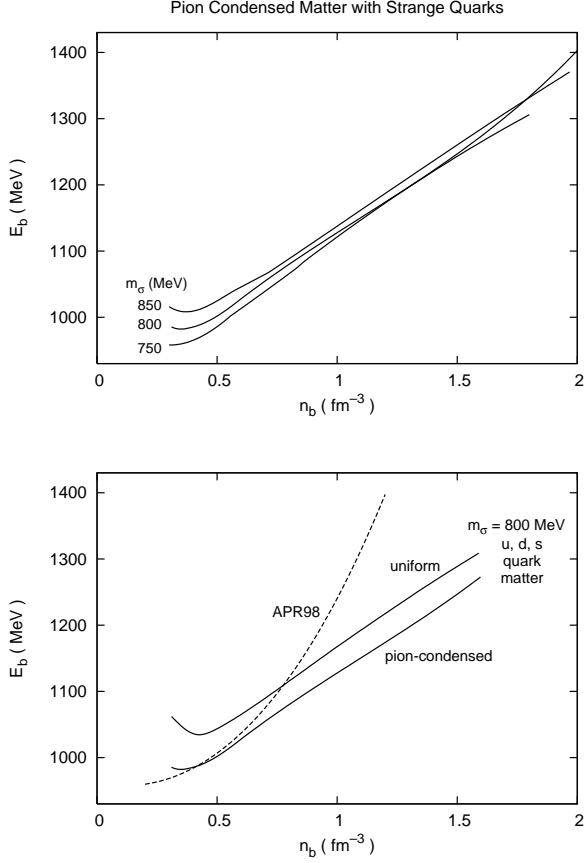 Pion Condensed Matter with Strange Quarks
1400
1300
1200
1100
1000
E_b ( MeV )
m_σ (MeV)
850
800
750
0 0.5 1 1.5 2
n_b ( fm⁻³ )
1400
1300
1200
1100
1000
E_b ( MeV )
m_σ = 800 MeV
u, d, s
quark
matter
uniform
APR98
pion-condensed
0 0.5 1 1.5 2
n_b ( fm⁻³ )